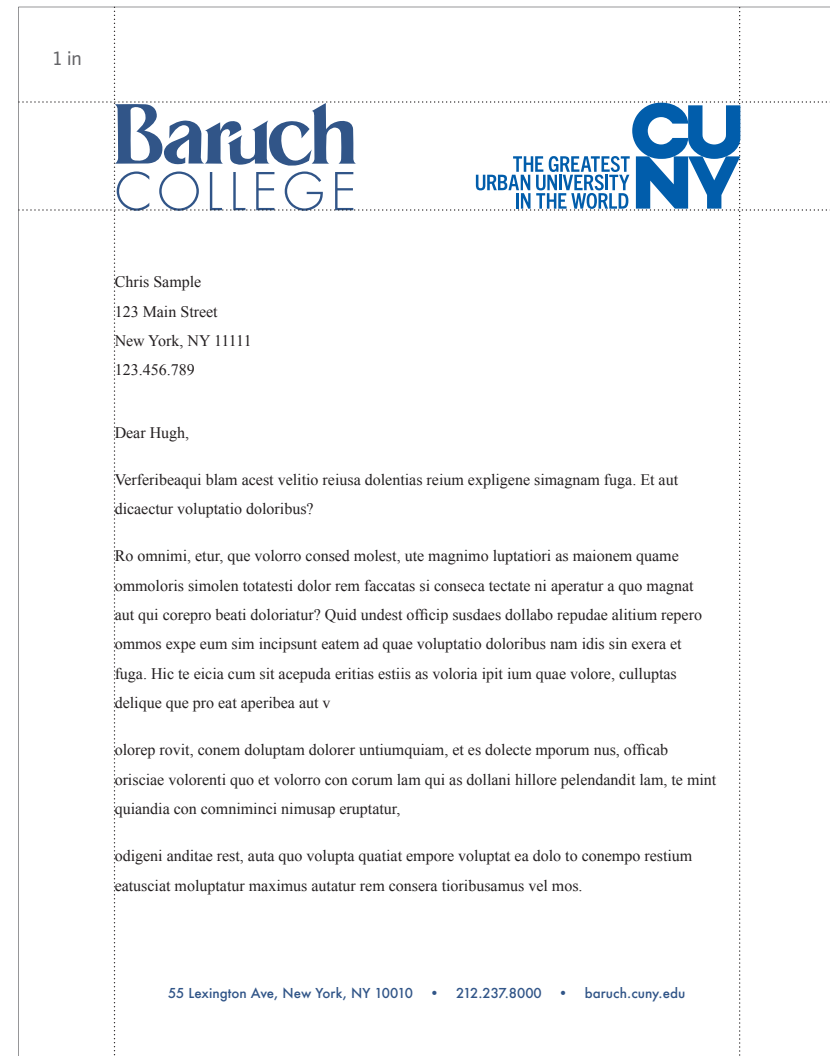 1 in
Baruch
COLLEGE
THE GREATEST
URBAN UNIVERSITY
IN THE WORLD
CU
NY
Chris Sample
123 Main Street
New York, NY 11111
123.456.789
Dear Hugh,
Verferibeaqui blam acest velitio reiusa dolentias reium expligene simagnam fuga. Et aut
dicaectur voluptatio doloribus?
Ro omnimi, etur, que volorro consed molest, ute magnimo luptatiori as maionem quame
ommoloris simolen totatesti dolor rem faccatas si conseca tectate ni aperatur a quo magnat
aut qui corepro beati doloriatur? Quid undest officip susdaes dollabo repudae alitium repero
ommos expe eum sim incipsunt eatem ad quae voluptatio doloribus nam idis sin exera et
fuga. Hic te eicia cum sit acepuda eritias estiis as voloria ipit ium quae volore, culluptas
delique que pro eat aperibea aut v
olorep rovit, conem doluptam dolorer untiumquiam, et es dolecte mporum nus, officab
orisciae volorenti quo et volorro con corum lam qui as dollani hillore pelendandit lam, te mint
quiandia con comniminci nimusap eruptatur,
odigeni anditae rest, auta quo volupta quatiat empore voluptat ea dolo to conempo restium
eatusciat moluptatur maximus autatur rem consera tioribusamus vel mos.
55 Lexington Ave, New York, NY 10010 • 212.237.8000 • baruch.cuny.edu